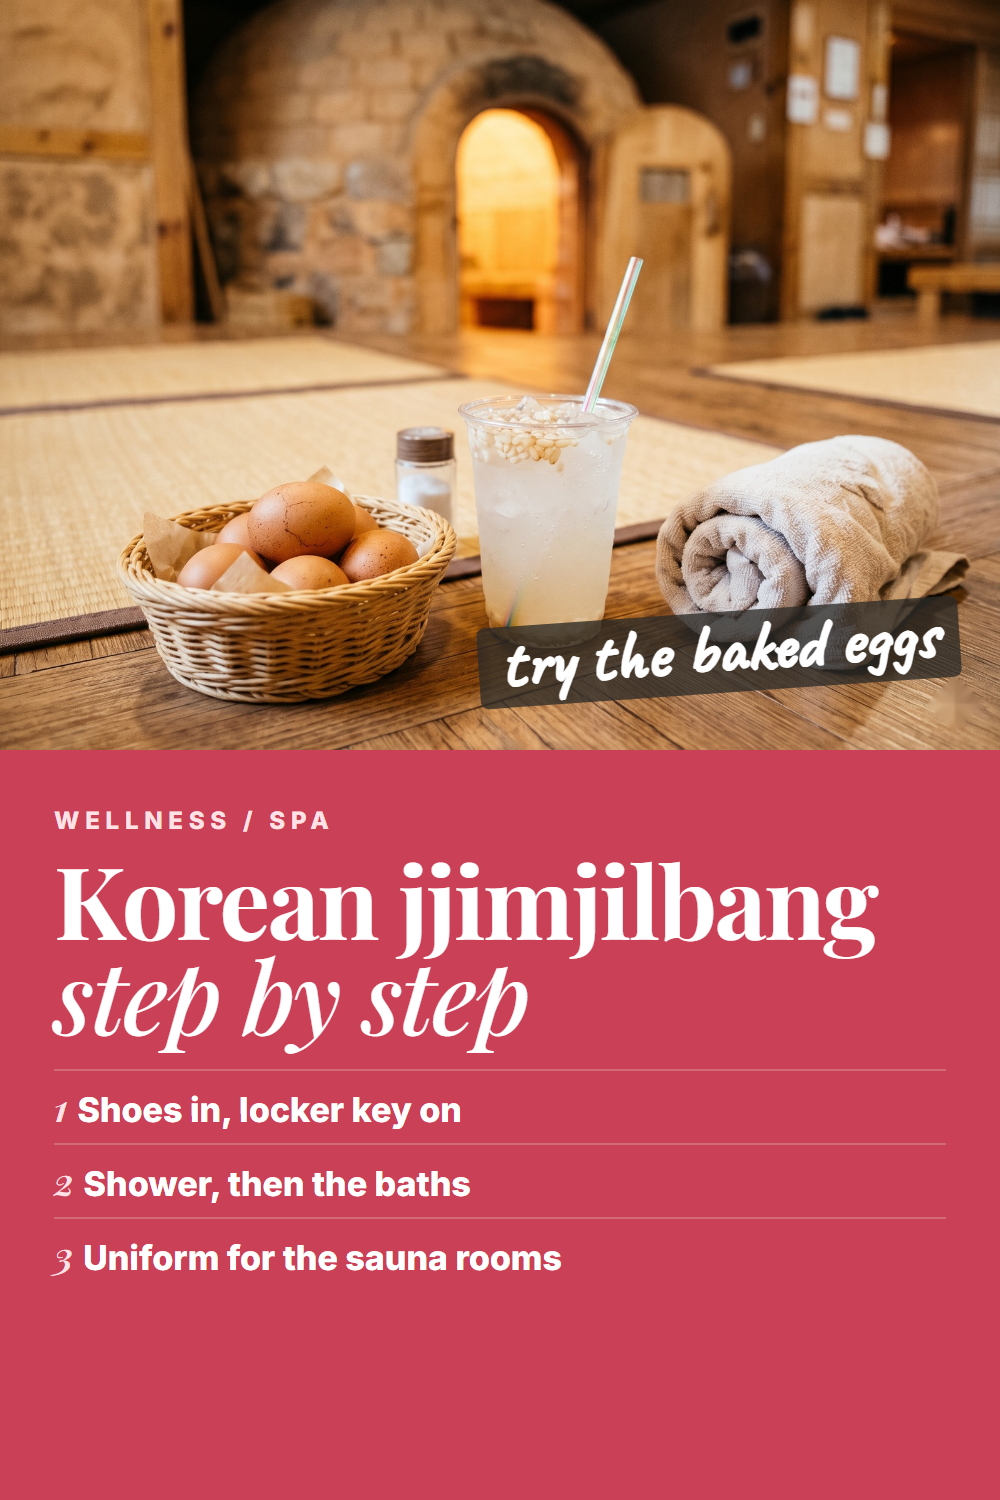 try the baked eggs
WELLNESS / SPA
Korean jjimjilbang
step by step
1 Shoes in, locker key on
2 Shower, then the baths
3 Uniform for the sauna rooms